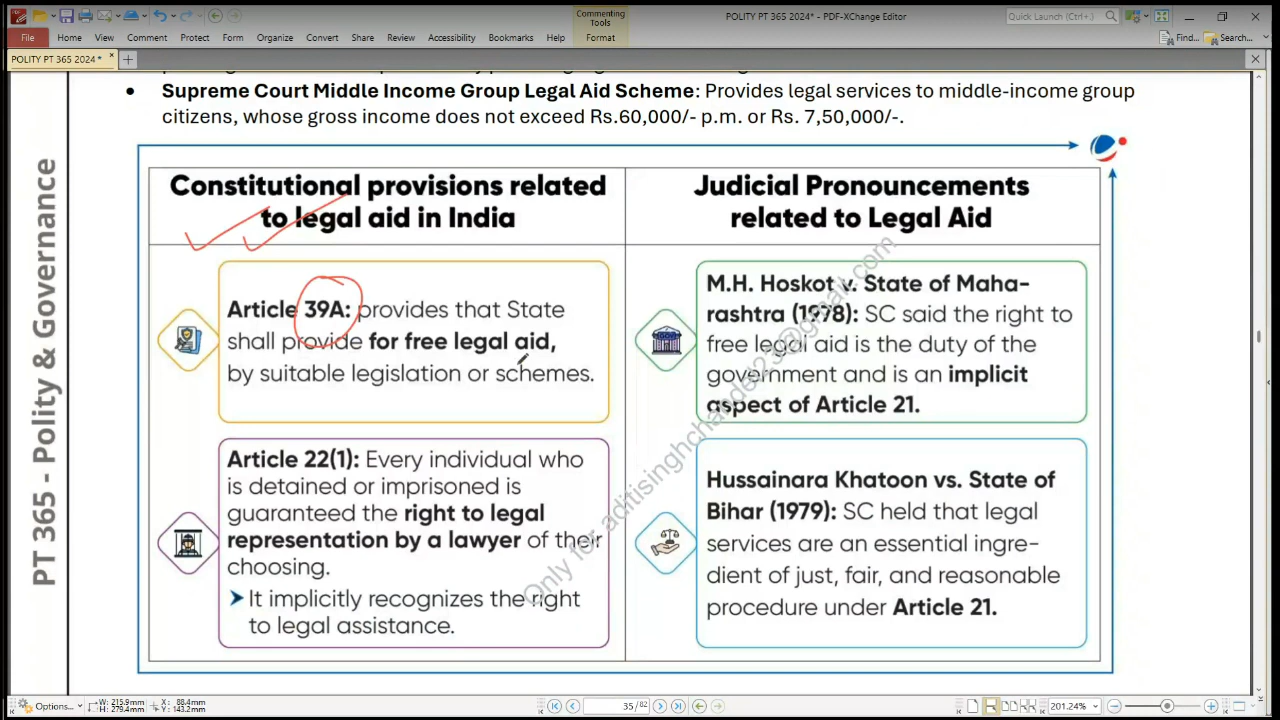 Commenting
Tools
POLITY PT 365 2024* - PDF-XChange Editor
Quick Launch (Ctrl+.)
File
Home
View
Comment
Protect
Form
Organize
Convert
Share
Review
Accessibility
Bookmarks
Help
Format
Find...
Search...
POLITY PT 365 2024 *
Supreme Court Middle Income Group Legal Aid Scheme: Provides legal services to middle-income group
citizens, whose gross income does not exceed Rs.60,000/- p.m. or Rs. 7,50,000/-.
PT 365 - Polity & Governance
Constitutional provisions related
to legal aid in India
Article 39A: provides that State
shall provide for free legal aid,
by suitable legislation or schemes.
Article 22(1): Every individual who
is detained or imprisoned is
guaranteed the right to legal
representation by a lawyer of their
choosing.
It implicitly recognizes the right
to legal assistance.
Judicial Pronouncements
related to Legal Aid
M.H. Hoskot v. State of Maha-
rashtra (1978): SC said the right to
free legal aid is the duty of the
government and is an implicit
aspect of Article 21.
Hussainara Khatoon vs. State of
Bihar (1979): SC held that legal
services are an essential ingre-
dient of just, fair, and reasonable
procedure under Article 21.
Options...
W: 215.9mm
H: 279.4mm
X: 88.4mm
Y: 143.2mm
35 / 82
201.24%